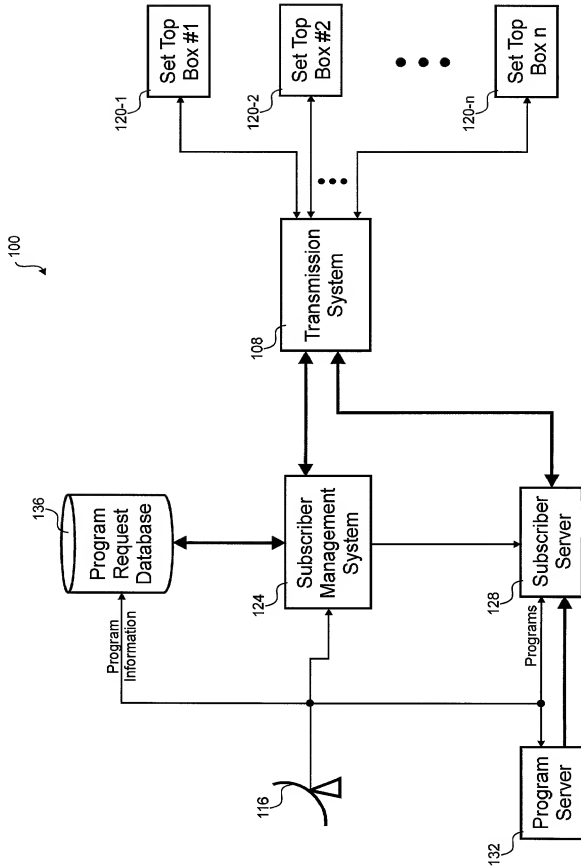 100
136
Program
Request
Database
Program
Information
116
124
Subscriber
Management
System
108
Transmission
System
120-1
Set Top
Box #1
120-2
Set Top
Box #2
120-n
Set Top
Box n
132
Program
Server
Programs
128
Subscriber
Server